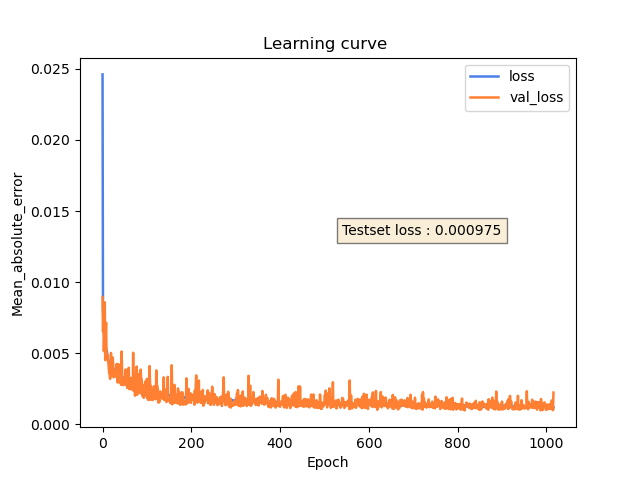 Learning curve
loss
val_loss
0.025
0.020
0.015
0.010
0.005
0.000
Mean_absolute_error
Testset loss : 0.000975
0
200
400
600
800
1000
Epoch